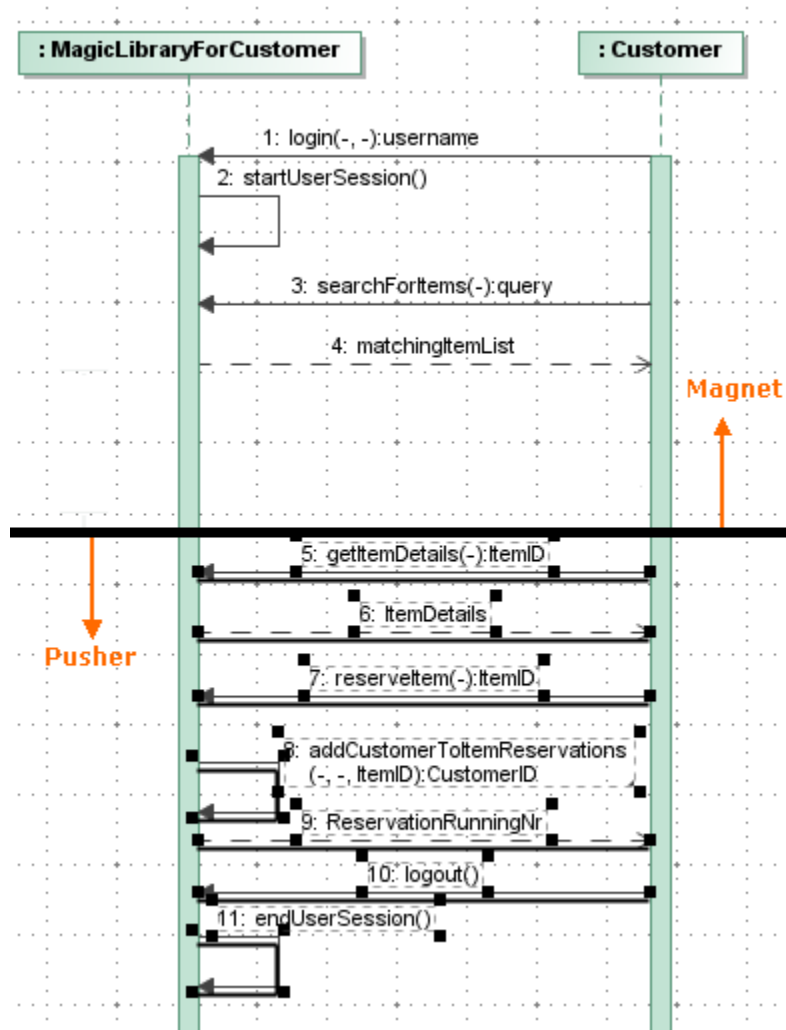 : MagicLibraryForCustomer
: Customer
1: login(-, -):username
2: startUserSession()
3: searchForItems(-):query
4: matchingItemList
Magnet
5: getItemDetails(-):ItemID
6: ItemDetails
Pusher
7: reserveItem(-):ItemID
8: addCustomerToItemReservations
(-, -, ItemID):CustomerID
9: ReservationRunningNr
10: logout()
11: endUserSession()